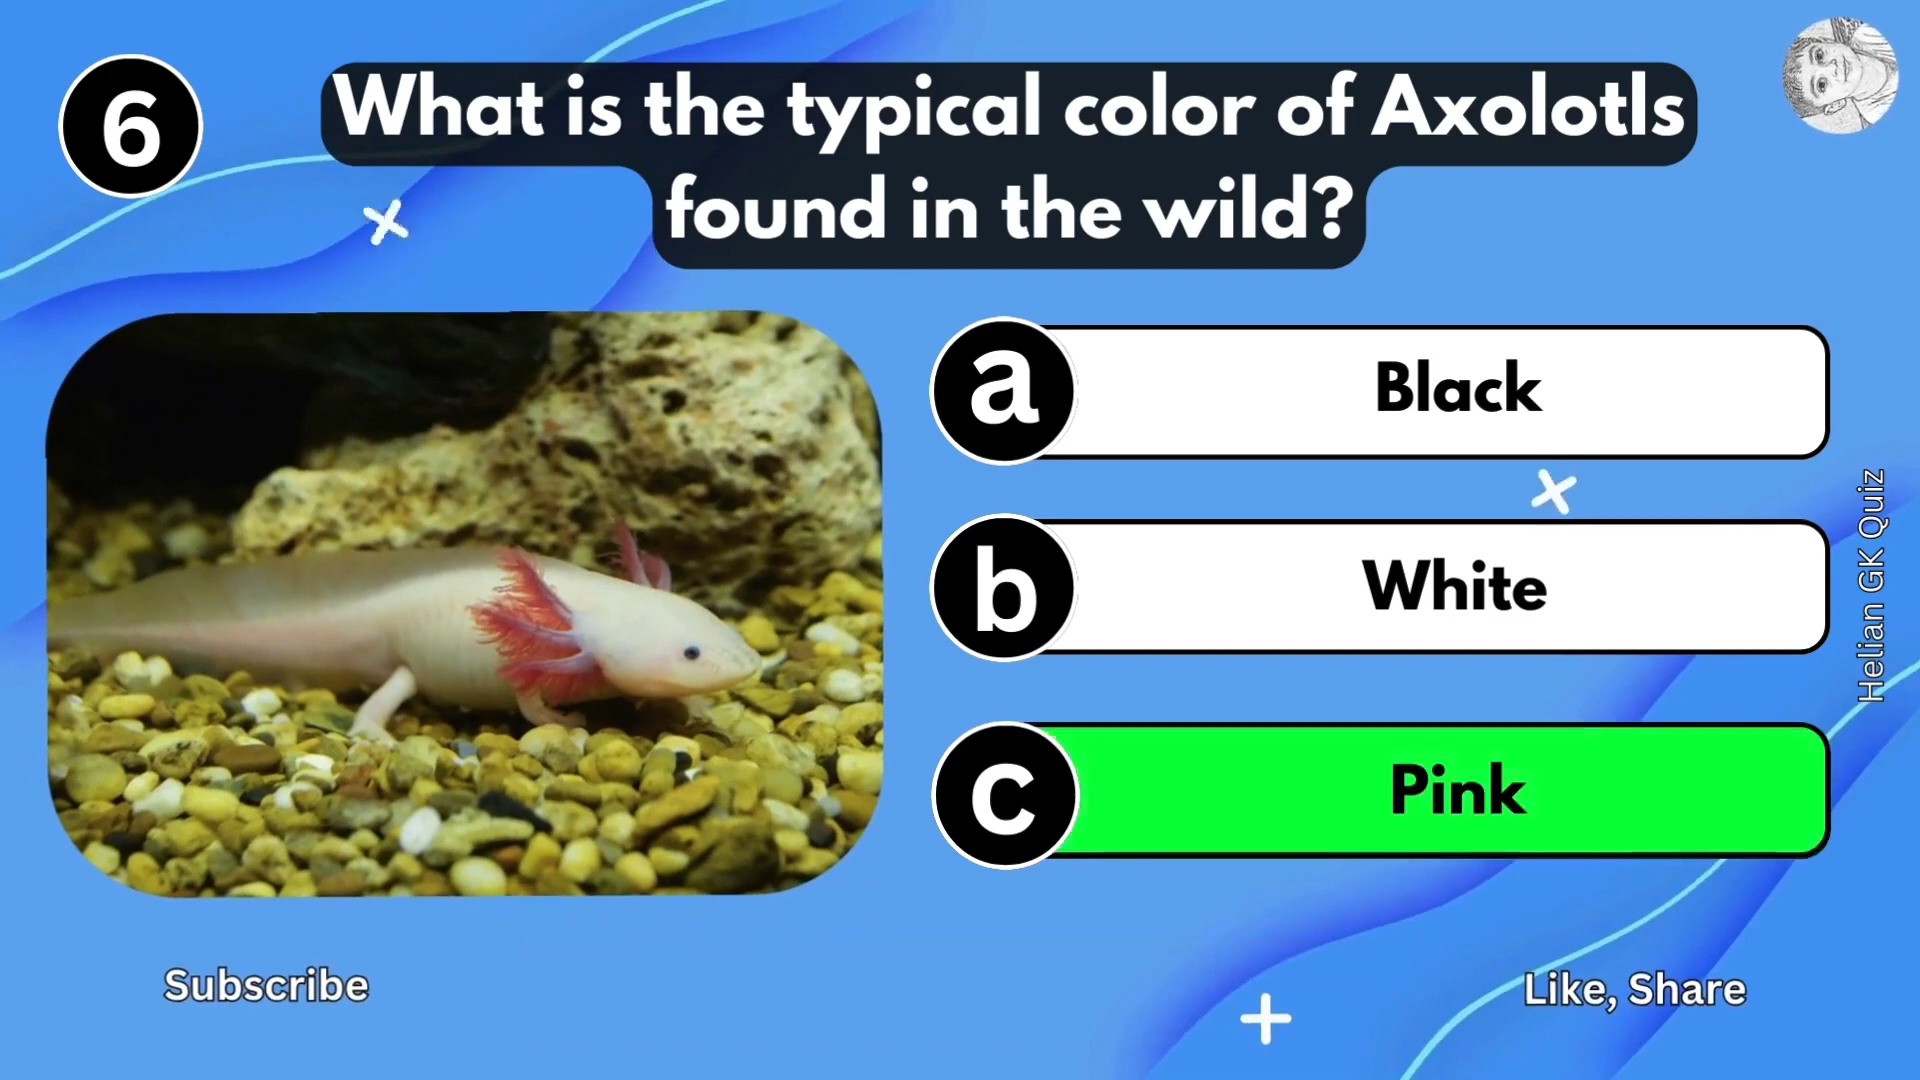 6
What is the typical color of Axolotls
found in the wild?
a
Black
b
White
c
Pink
Helian GK Quiz
Subscribe
Like, Share